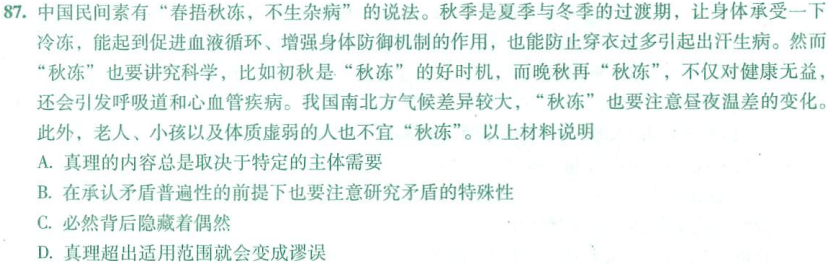 87. 中国民间素有“春捂秋冻，不生杂病”的说法。秋季是夏季与冬季的过渡期，让身体承受一下
冷冻，能起到促进血液循环、增强身体防御机制的作用，也能防止穿衣过多引起出汗生病。然而
“秋冻”也要讲究科学，比如初秋是“秋冻”的好时机，而晚秋再“秋冻”，不仅对健康无益，
还会引发呼吸道和心血管疾病。我国南北方气候差异较大，“秋冻”也要注意昼夜温差的变化。
此外，老人、小孩以及体质虚弱的人也不宜“秋冻”。以上材料说明
A. 真理的内容总是取决于特定的主体需要
B. 在承认矛盾普遍性的前提下也要注意研究矛盾的特殊性
C. 必然背后隐藏着偶然
D. 真理超出适用范围就会变成谬误